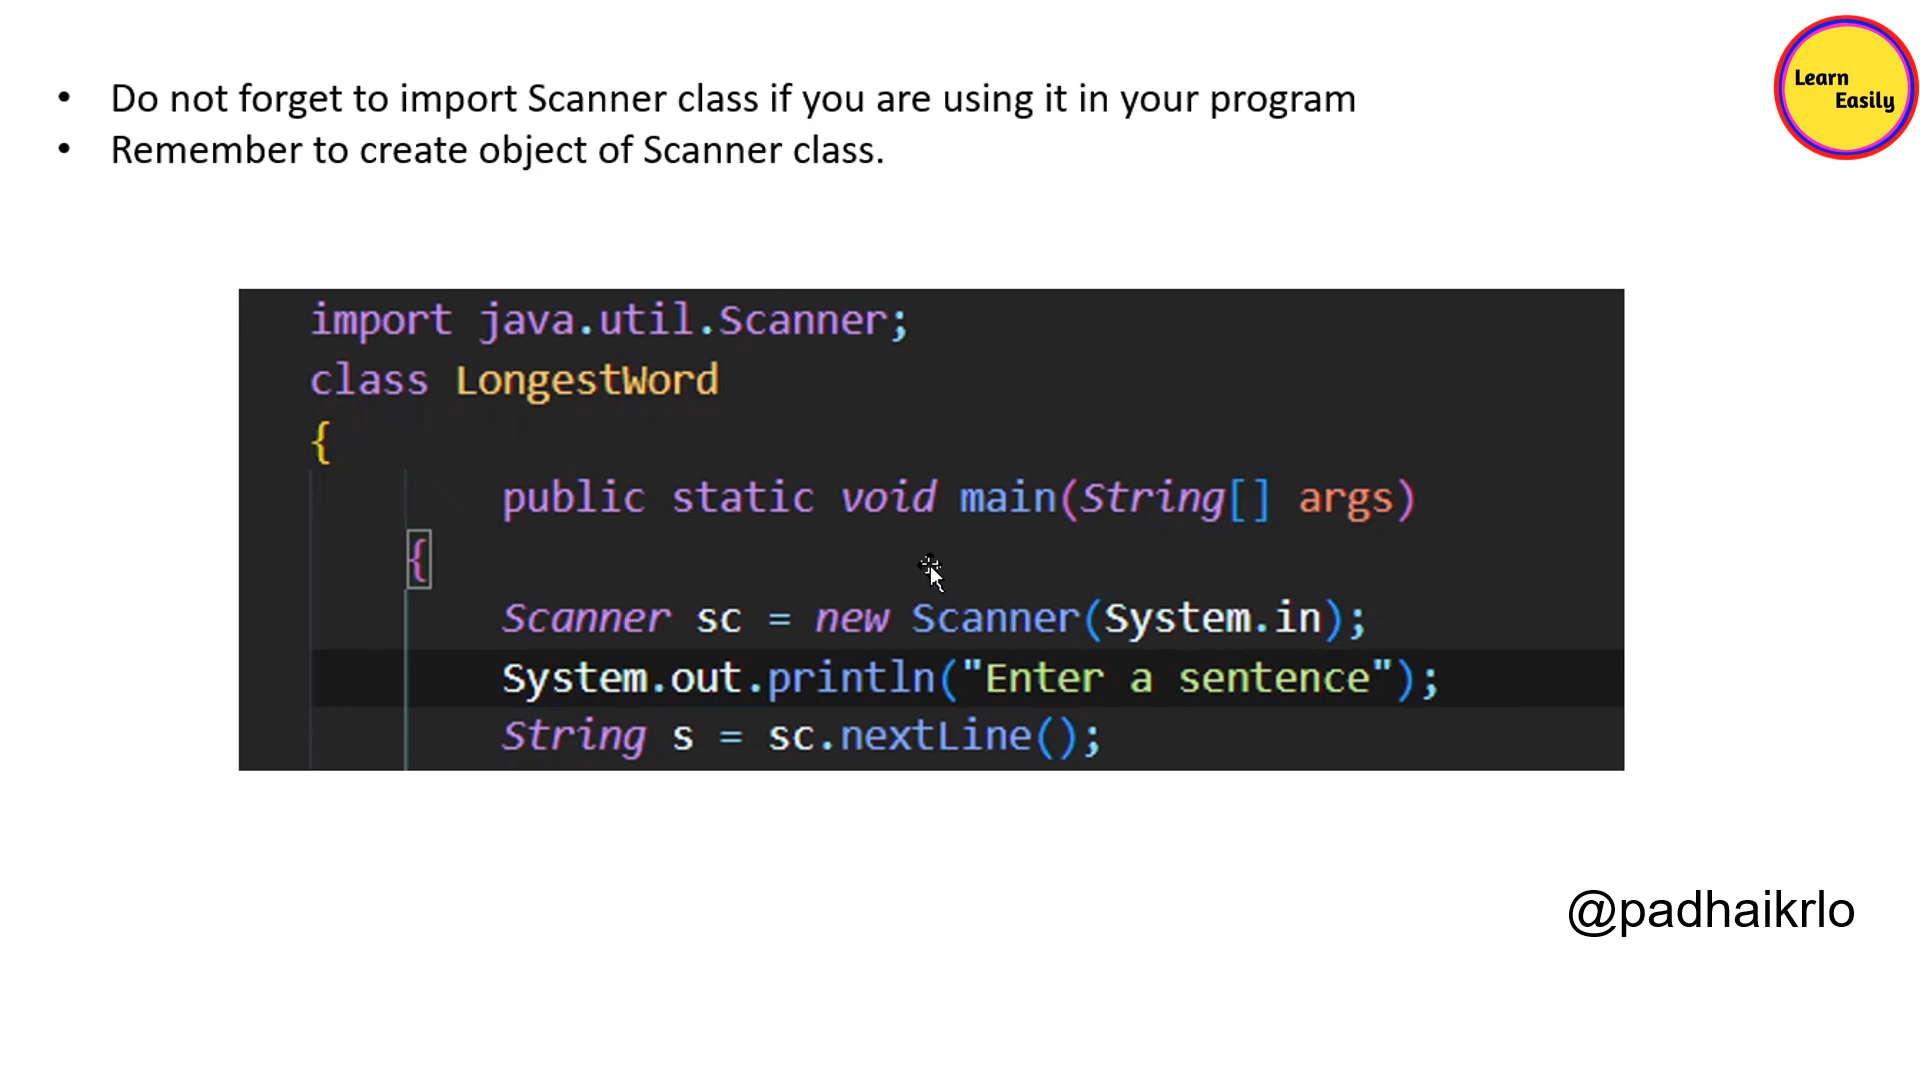 • Do not forget to import Scanner class if you are using it in your program
• Remember to create object of Scanner class.
Learn
Easily
import java.util.Scanner;
class LongestWord
{
public static void main(String[] args)
{
Scanner sc = new Scanner(System.in);
System.out.println("Enter a sentence");
String s = sc.nextLine();
@padhaikrlo